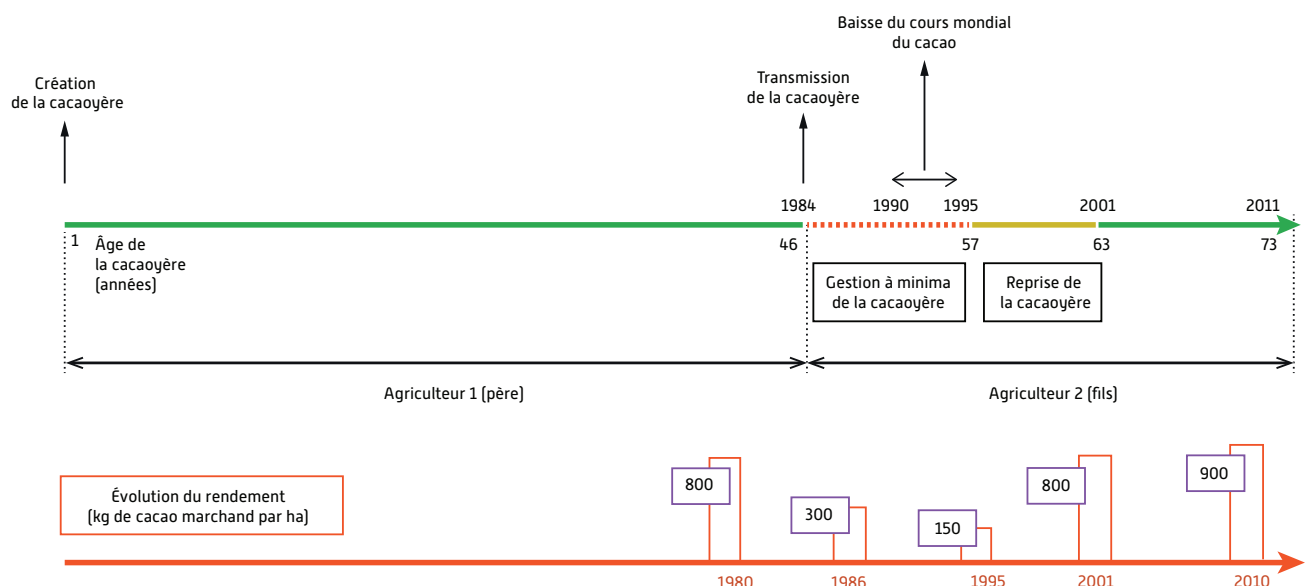 Baisse du cours mondial
du cacao
Création
de la cacaoyère
Transmission
de la cacaoyère
1984 1990 1995 2001 2011
1 46 57 63 73
Âge de
la cacaoyère
(années)
Gestion à minima
de la cacaoyère
Reprise de
la cacaoyère
Agriculteur 1 (père) Agriculteur 2 (fils)
Évolution du rendement
(kg de cacao marchand par ha)
800 300 150 800 900
1980 1986 1995 2001 2010